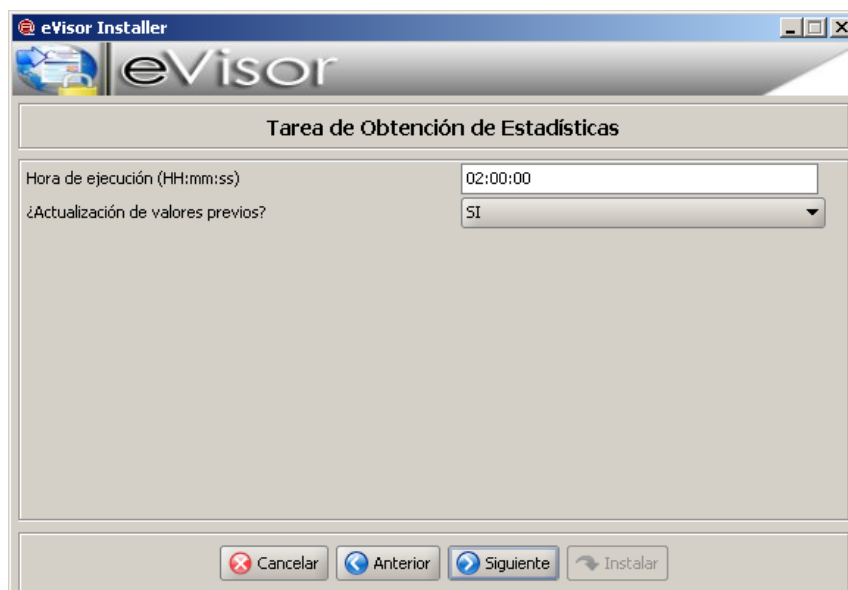 eVisor Installer
eVisor
Tarea de Obtención de Estadísticas
Hora de ejecución (HH:mm:ss) 02:00:00
¿Actualización de valores previos? SI
Cancelar Anterior Siguiente Instalar